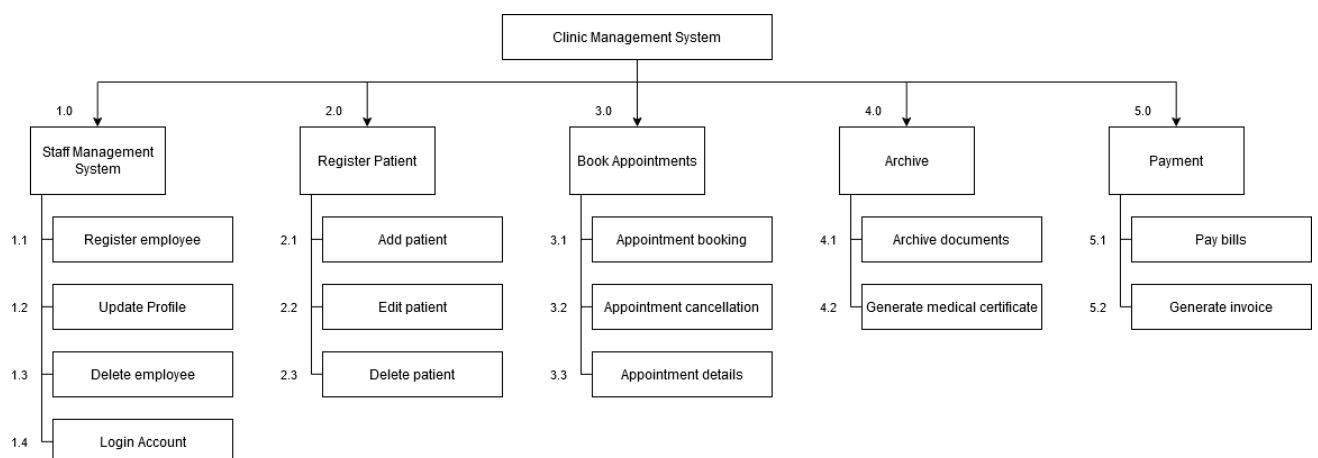 Clinic Management System
1.0
2.0
3.0
4.0
5.0
Staff Management
System
Register Patient
Book Appointments
Archive
Payment
1.1
Register employee
2.1
Add patient
3.1
Appointment booking
4.1
Archive documents
5.1
Pay bills
1.2
Update Profile
2.2
Edit patient
3.2
Appointment cancellation
4.2
Generate medical certificate
5.2
Generate invoice
1.3
Delete employee
2.3
Delete patient
3.3
Appointment details
1.4
Login Account